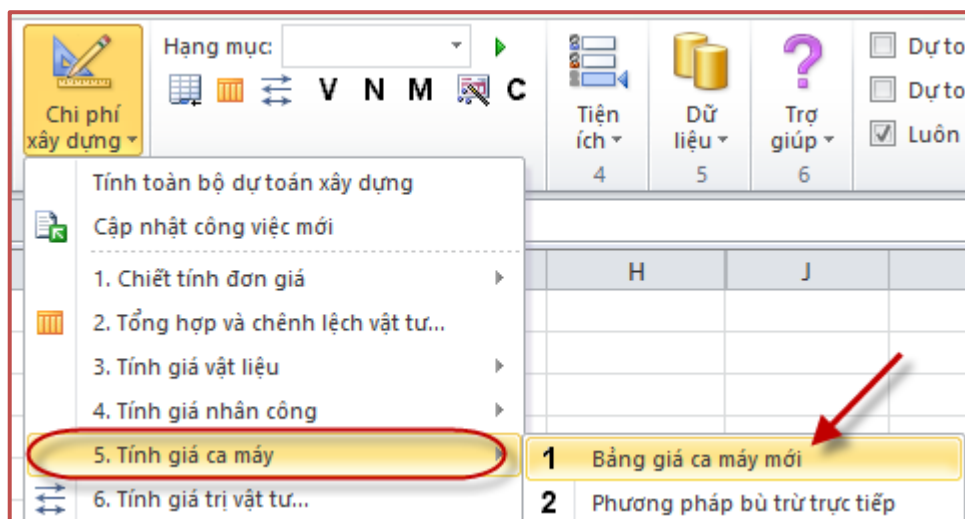 Hạng mục:
V N M C
Chi phí
xây dựng
Tiện
ích
4
Dữ
liệu
5
Trợ
giúp
6
Dự to
Dự to
Luôn
Tính toàn bộ dự toán xây dựng
Cập nhật công việc mới
1. Chiết tính đơn giá
2. Tổng hợp và chênh lệch vật tư...
3. Tính giá vật liệu
4. Tính giá nhân công
5. Tính giá ca máy
6. Tính giá trị vật tư...
H J
1 Bảng giá ca máy mới
2 Phương pháp bù trừ trực tiếp